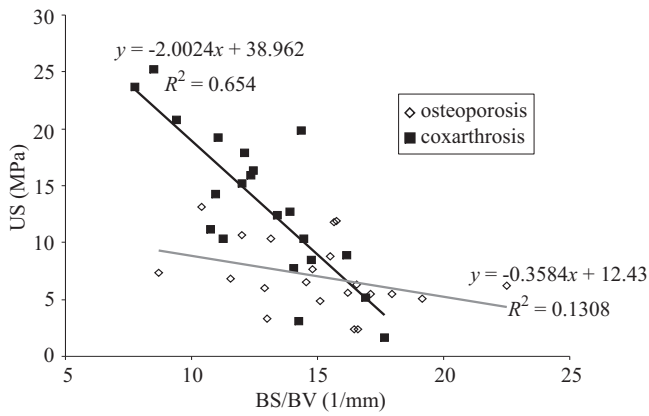 30
y = -2.0024x + 38.962
25
R² = 0.654
20
15
10
5
0
US (MPa)
◇ osteoporosis
■ coxarthrosis
y = -0.3584x + 12.43
R² = 0.1308
5 10 15 20 25
BS/BV (1/mm)